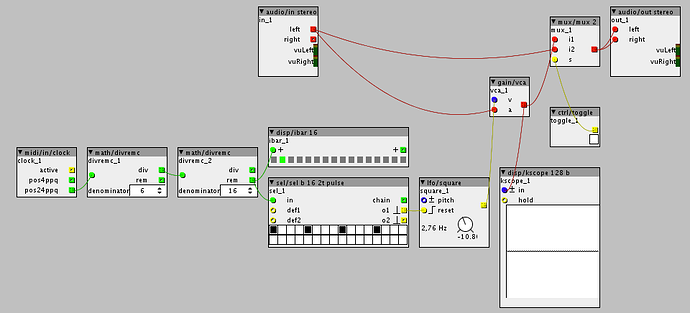 audio/in stereo
in_1
left
right
vuLeft
vuRight
mux/mux 2
mux_1
i1
i2
s
audio/out stereo
out_1
left
right
vuLeft
vuRight
gain/vca
vca_1
v
a
ctrl/toggle
toggle_1
midi/in/clock
clock_1
active
pos4ppq
pos24ppq
math/divremc
divremc_1
div
rem
denominator 6
math/divremc
divremc_2
div
rem
denominator 16
disp/ibar 16
ibar_1
+ +
sel/sel b 16 2t pulse
sel_1
in chain
def1 o1
def2 o2
lfo/square
square_1
± pitch
reset
2,76 Hz
-10.8
disp/kscope 128 b
kscope_1
± in
hold